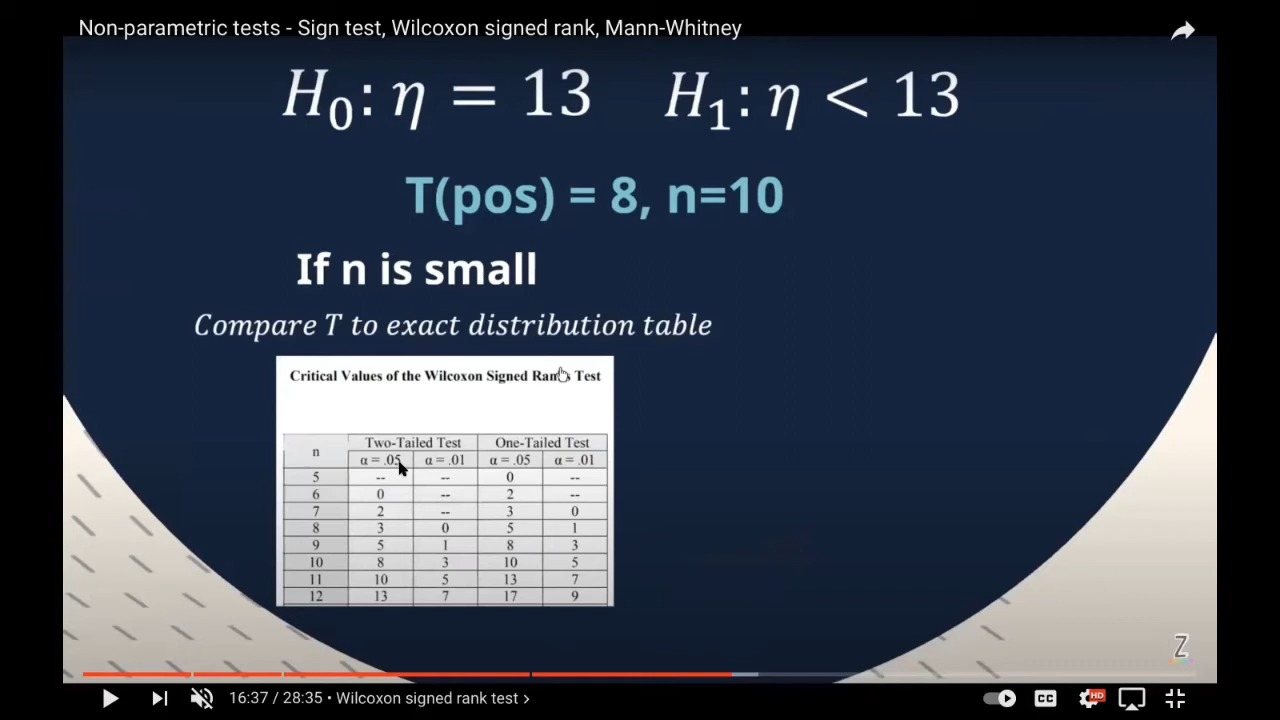 Non-parametric tests - Sign test, Wilcoxon signed rank, Mann-Whitney
H₀: η = 13 H₁: η < 13
T(pos) = 8, n=10
If n is small
Compare T to exact distribution table
Critical Values of the Wilcoxon Signed Ranks Test
n Two-Tailed Test One-Tailed Test
α = .05 α = .01 α = .05 α = .01
5 -- -- 0 --
6 0 -- 2 --
7 2 -- 3 0
8 3 0 5 1
9 5 1 8 3
10 8 3 10 5
11 10 5 13 7
12 13 7 17 9
Z
16:37 / 28:35 • Wilcoxon signed rank test ›
CC
HD